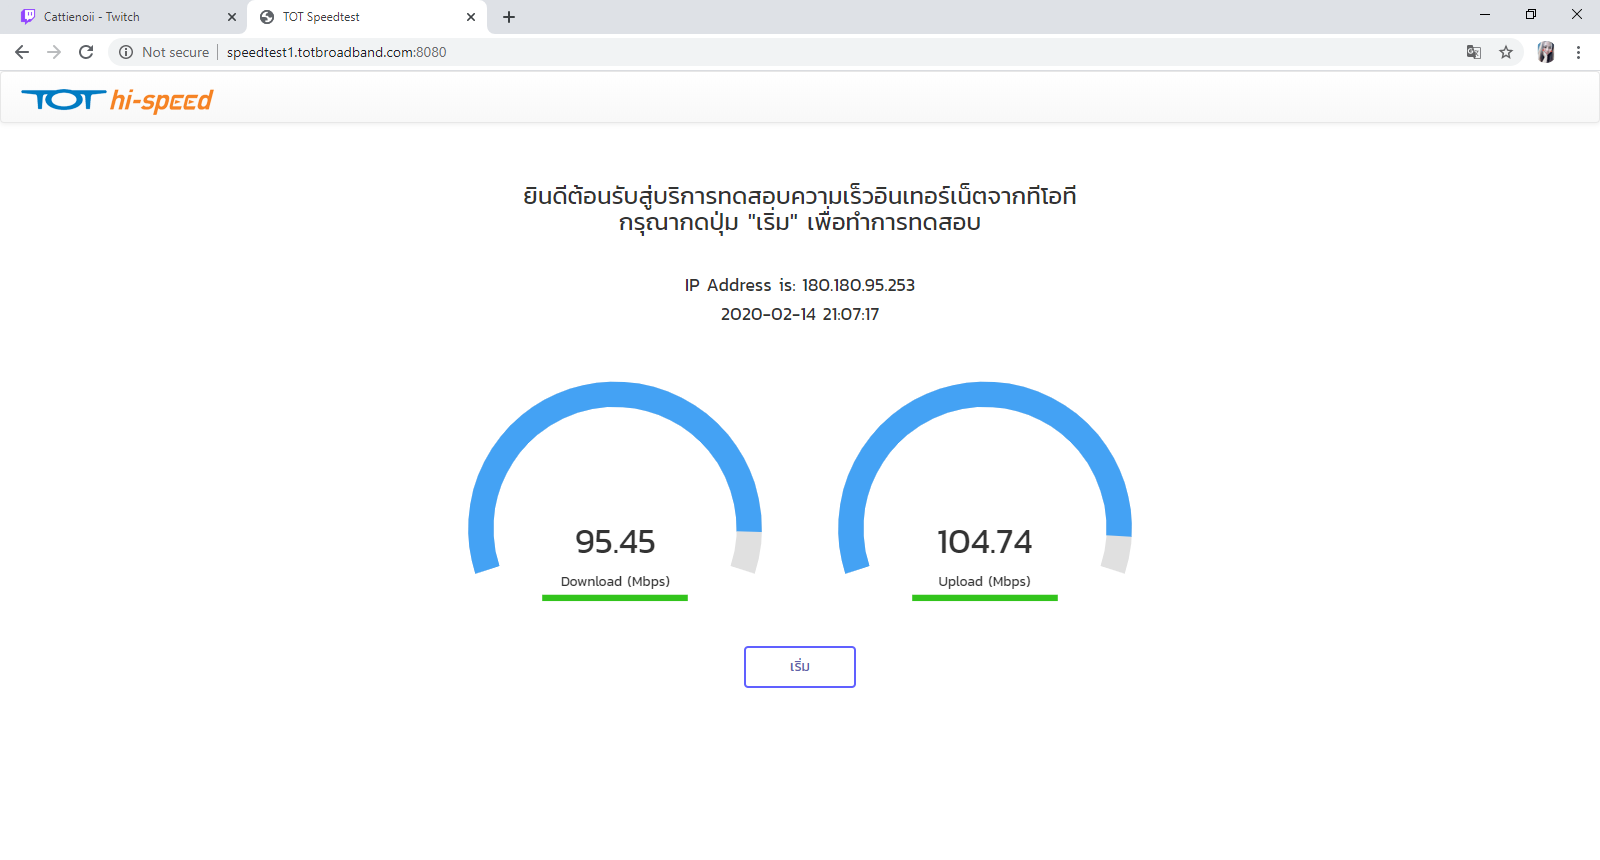 Cattienoii - Twitch
TOT Speedtest
Not secure
speedtest1.totbroadband.com:8080
TOT hi-speed
ยินดีต้อนรับสู่บริการทดสอบความเร็วอินเทอร์เน็ตจากทีโอที
กรุณากดปุ่ม "เริ่ม" เพื่อทำการทดสอบ
IP Address is: 180.180.95.253
2020-02-14 21:07:17
95.45
Download (Mbps)
104.74
Upload (Mbps)
เริ่ม